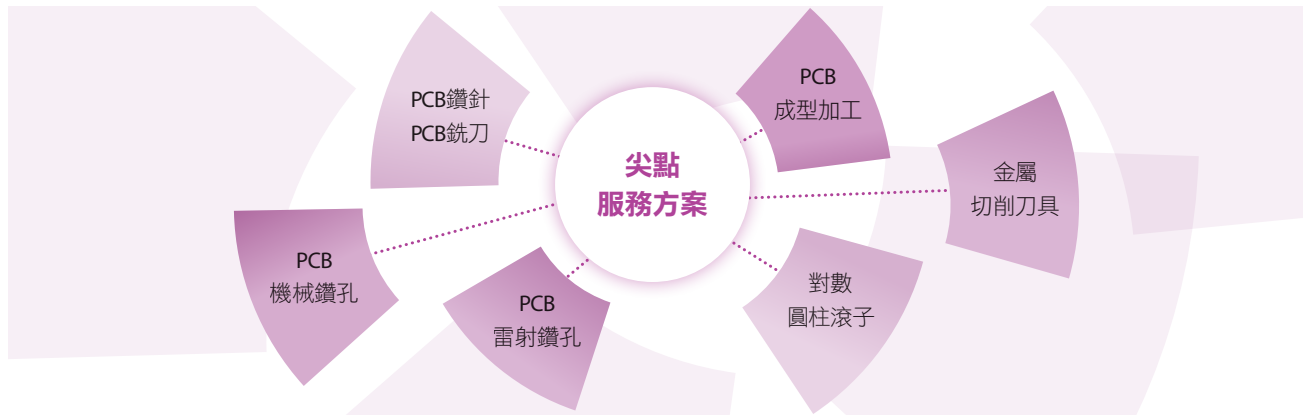 PCB鑽針
PCB銑刀
PCB
成型加工
金屬
切削刀具
尖點
服務方案
PCB
機械鑽孔
PCB
雷射鑽孔
對數
圓柱滾子